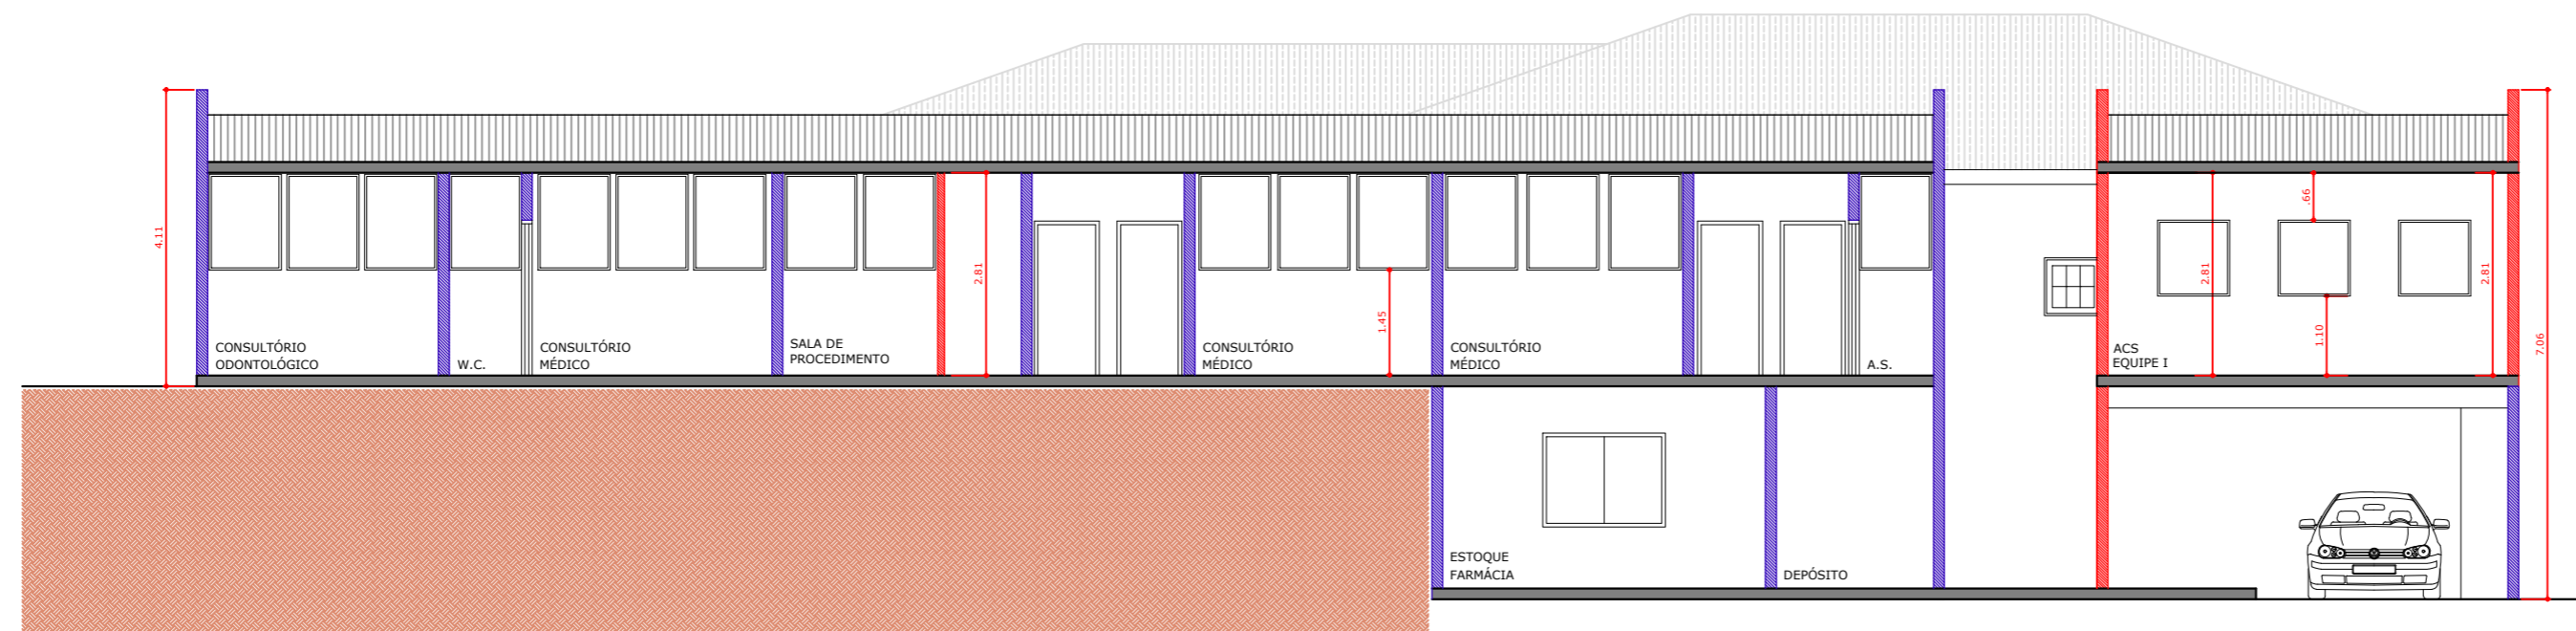 4.11
CONSULTÓRIO
ODONTOLÓGICO
W.C.
CONSULTÓRIO
MÉDICO
SALA DE
PROCEDIMENTO
2.81
CONSULTÓRIO
MÉDICO
1.45
CONSULTÓRIO
MÉDICO
A.S.
ACS
EQUIPE I
2.81
.66
1.10
2.81
7.06
ESTOQUE
FARMÁCIA
DEPÓSITO